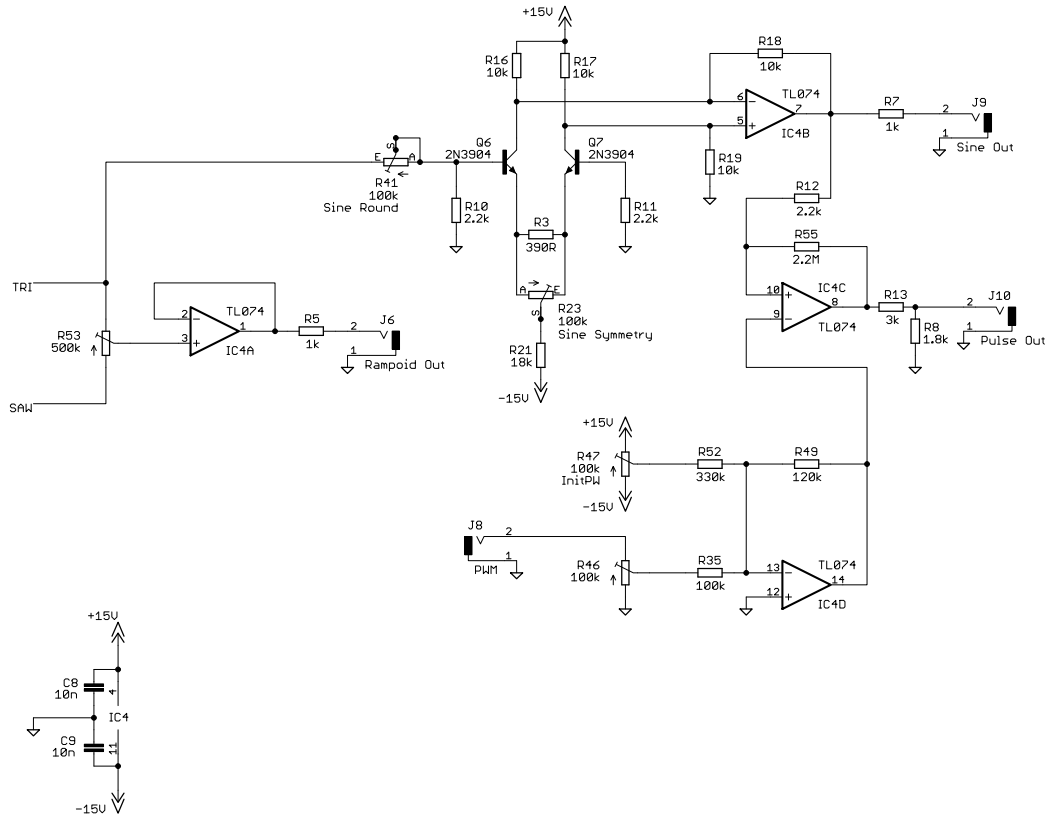 +15V
R16
10k
R17
10k
R18
10k
6
5
TL074
7
IC4B
R7
1k
2
J9
1
Sine Out
Q6
2N3904
Q7
2N3904
S
E
A
R41
100k
Sine Round
R10
2.2k
R11
2.2k
R19
10k
R12
2.2k
R3
390R
R55
2.2M
A
E
S
R23
100k
Sine Symmetry
R21
18k
-15V
10
9
IC4C
8
TL074
R13
3k
R8
1.8k
2
J10
1
Pulse Out
TRI
R53
500k
SAW
2
3
TL074
1
IC4A
R5
1k
2
J6
1
Rampoid Out
+15V
R47
100k
InitPW
-15V
R52
330k
R49
120k
J8
2
1
PWM
R46
100k
R35
100k
13
12
TL074
14
IC4D
+15V
C8
10n
4
IC4
C9
10n
11
-15V